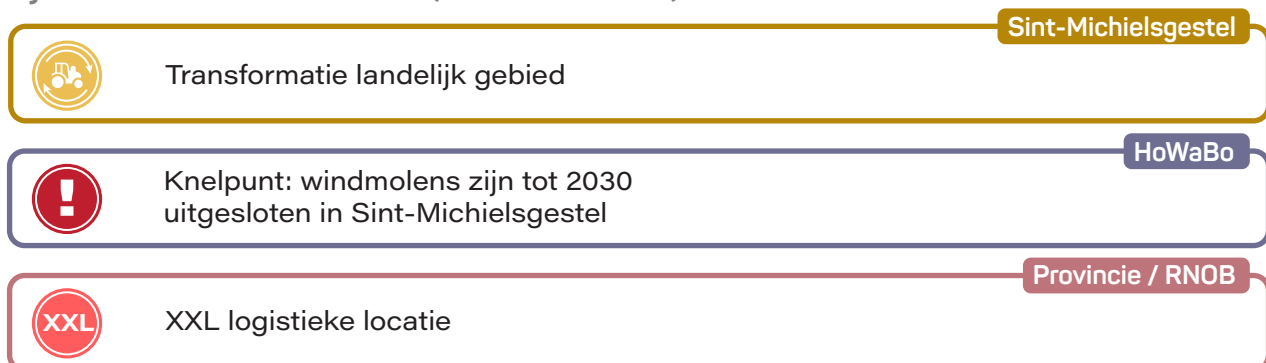 Sint-Michielsgestel
Transformatie landelijk gebied
HoWaBo
Knelpunt: windmolens zijn tot 2030
uitgesloten in Sint-Michielsgestel
Provincie / RNOB
XXL
XXL logistieke locatie